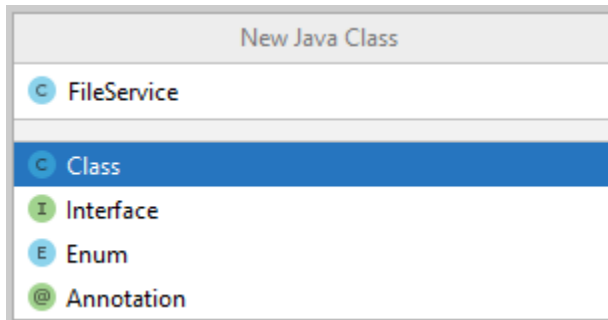 New Java Class
C FileService
C Class
I Interface
E Enum
@ Annotation